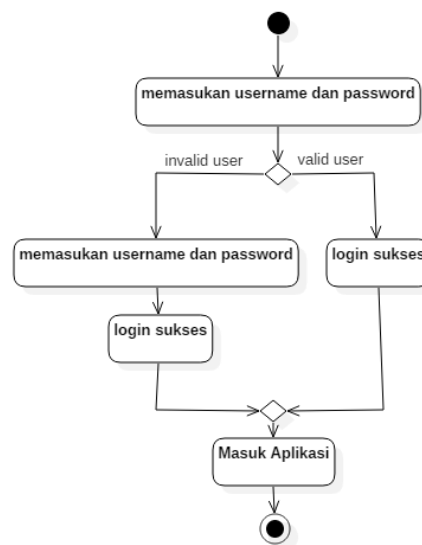 memasukan username dan password
invalid user
valid user
memasukan username dan password
login sukses
login sukses
Masuk Aplikasi